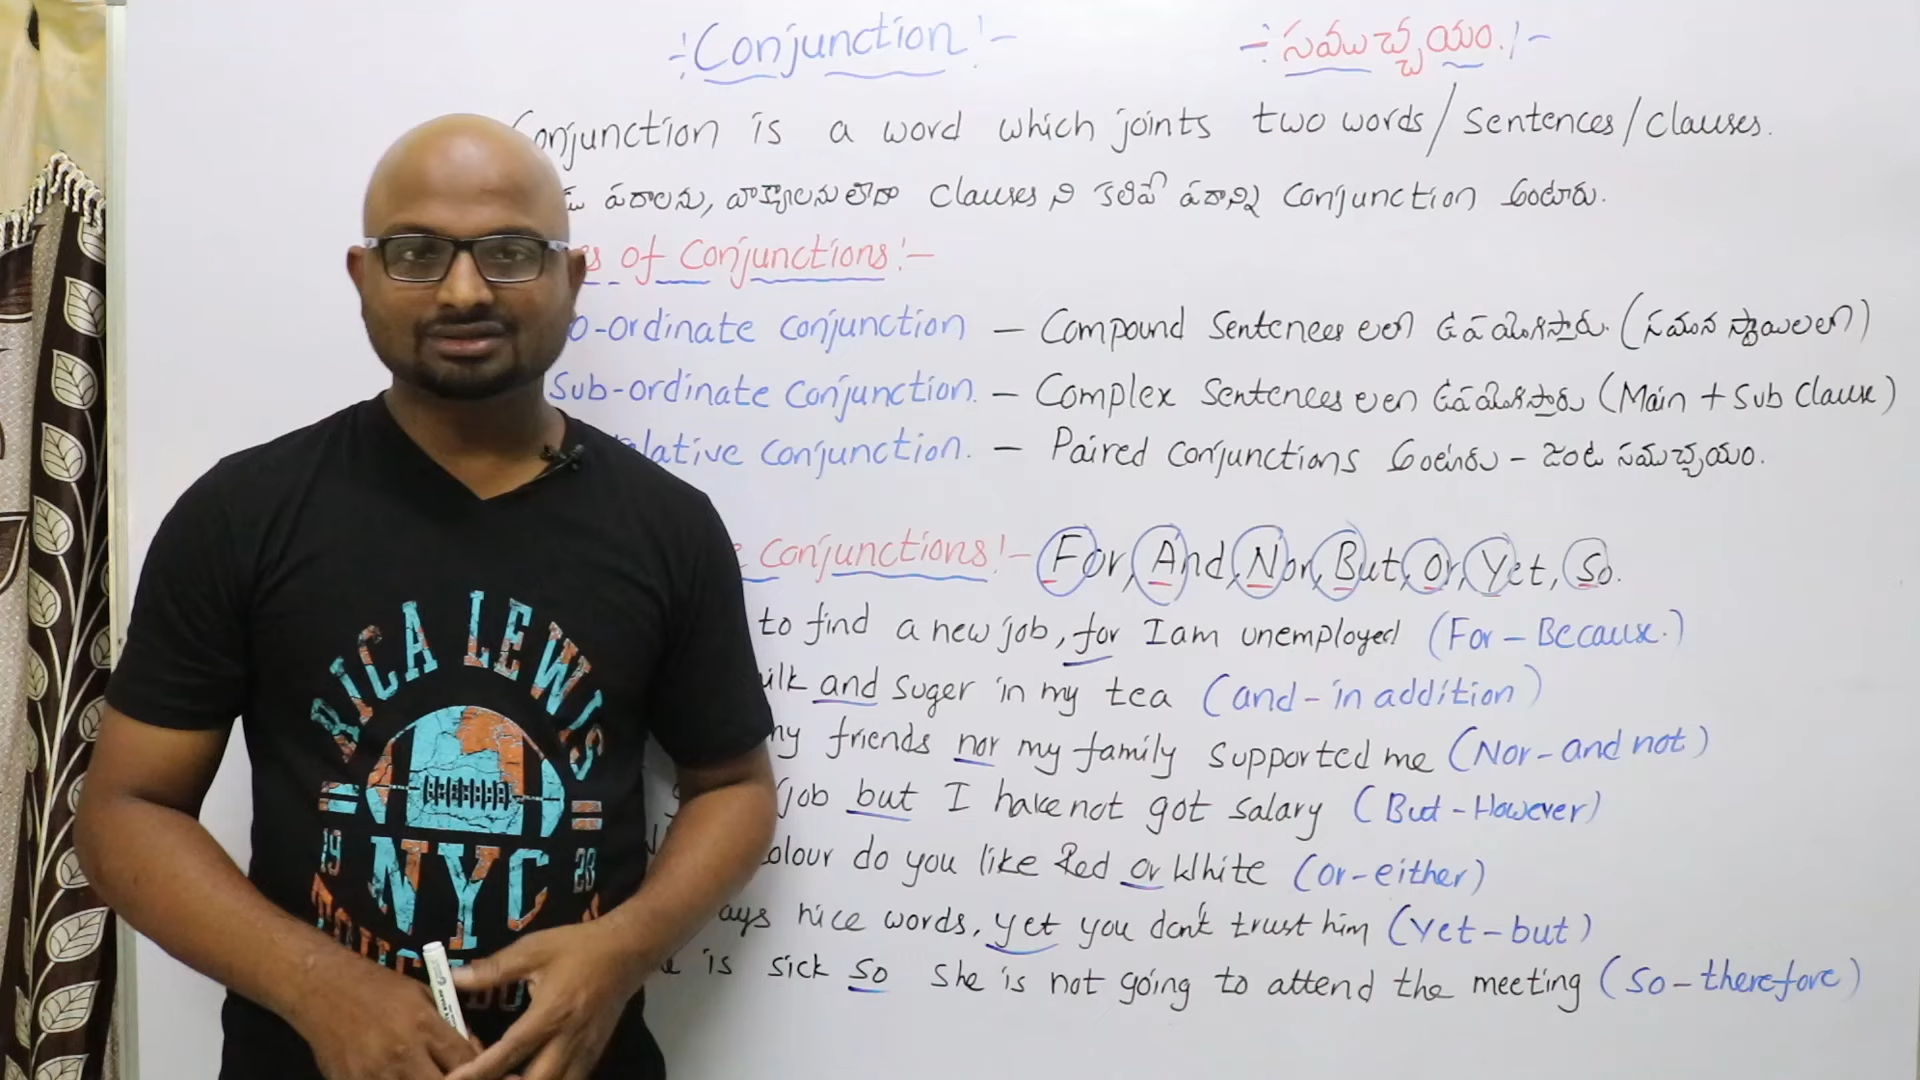 Conjunction :- - సముచ్చయం :-
Conjunction is a word which joints two words / Sentences / clauses.
పదాలను, వాక్యాలను లేదా Clauses ని కలిపే పదాన్ని Conjunction అంటారు.
of Conjunctions :-
o-ordinate Conjunction – Compound Sentences లలో ఉపయోగిస్తారు. (సమాన స్థాయిలలో)
Sub-ordinate Conjunction. – Complex Sentences లలో ఉపయోగిస్తారు (Main + Sub Clause)
lative Conjunction. – Paired Conjunctions అంటారు – జంట సముచ్చయం.
Conjunctions :- For, And, Nor, But, Or, Yet, So.
to find a new job, for I am unemployed (For – Because.)
ilk and suger in my tea (and – in addition)
my friends nor my family supported me (Nor – and not)
job but I have not got salary (But – However)
olour do you like Red or White (or – either)
ays nice words, yet you don't trust him (Yet – but)
is sick so She is not going to attend the meeting (So – therefore)
RICA LEWIS
19 NYC 28